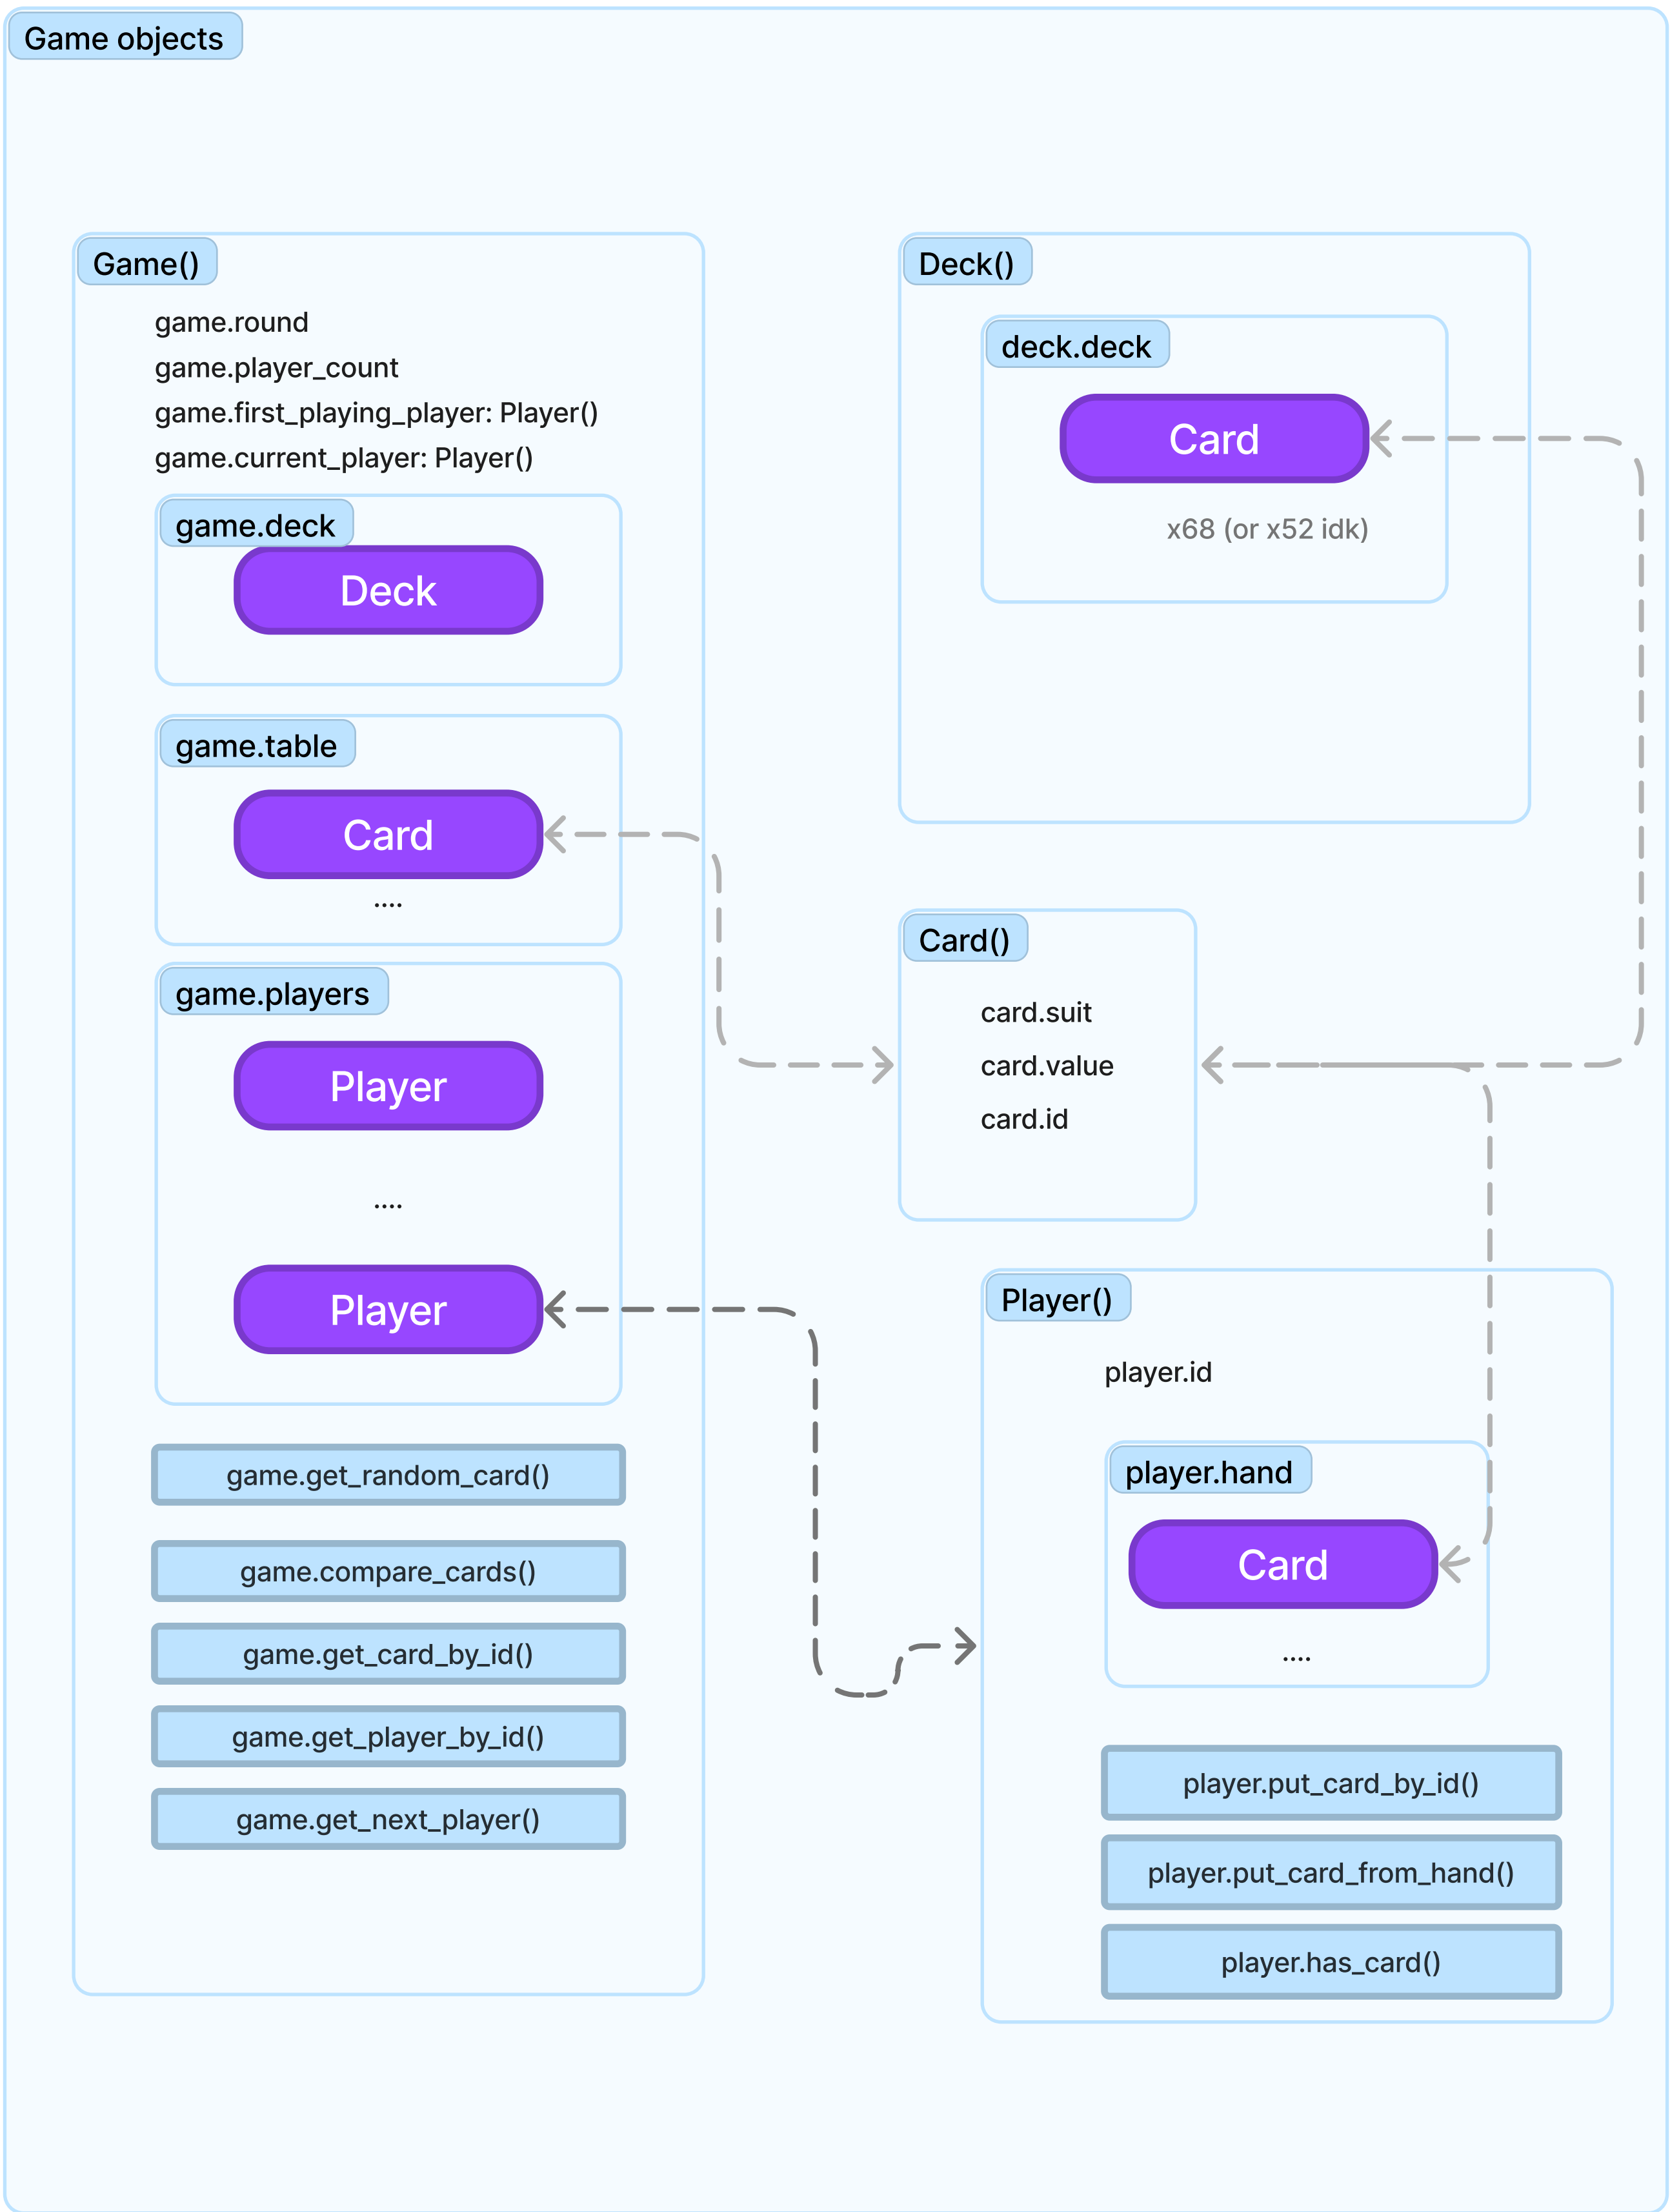 Game objects
Game()
game.round
game.player_count
game.first_playing_player: Player()
game.current_player: Player()
game.deck
Deck
game.table
Card
....
game.players
Player
....
Player
game.get_random_card()
game.compare_cards()
game.get_card_by_id()
game.get_player_by_id()
game.get_next_player()
Deck()
deck.deck
Card
x68 (or x52 idk)
Card()
card.suit
card.value
card.id
Player()
player.id
player.hand
Card
....
player.put_card_by_id()
player.put_card_from_hand()
player.has_card()